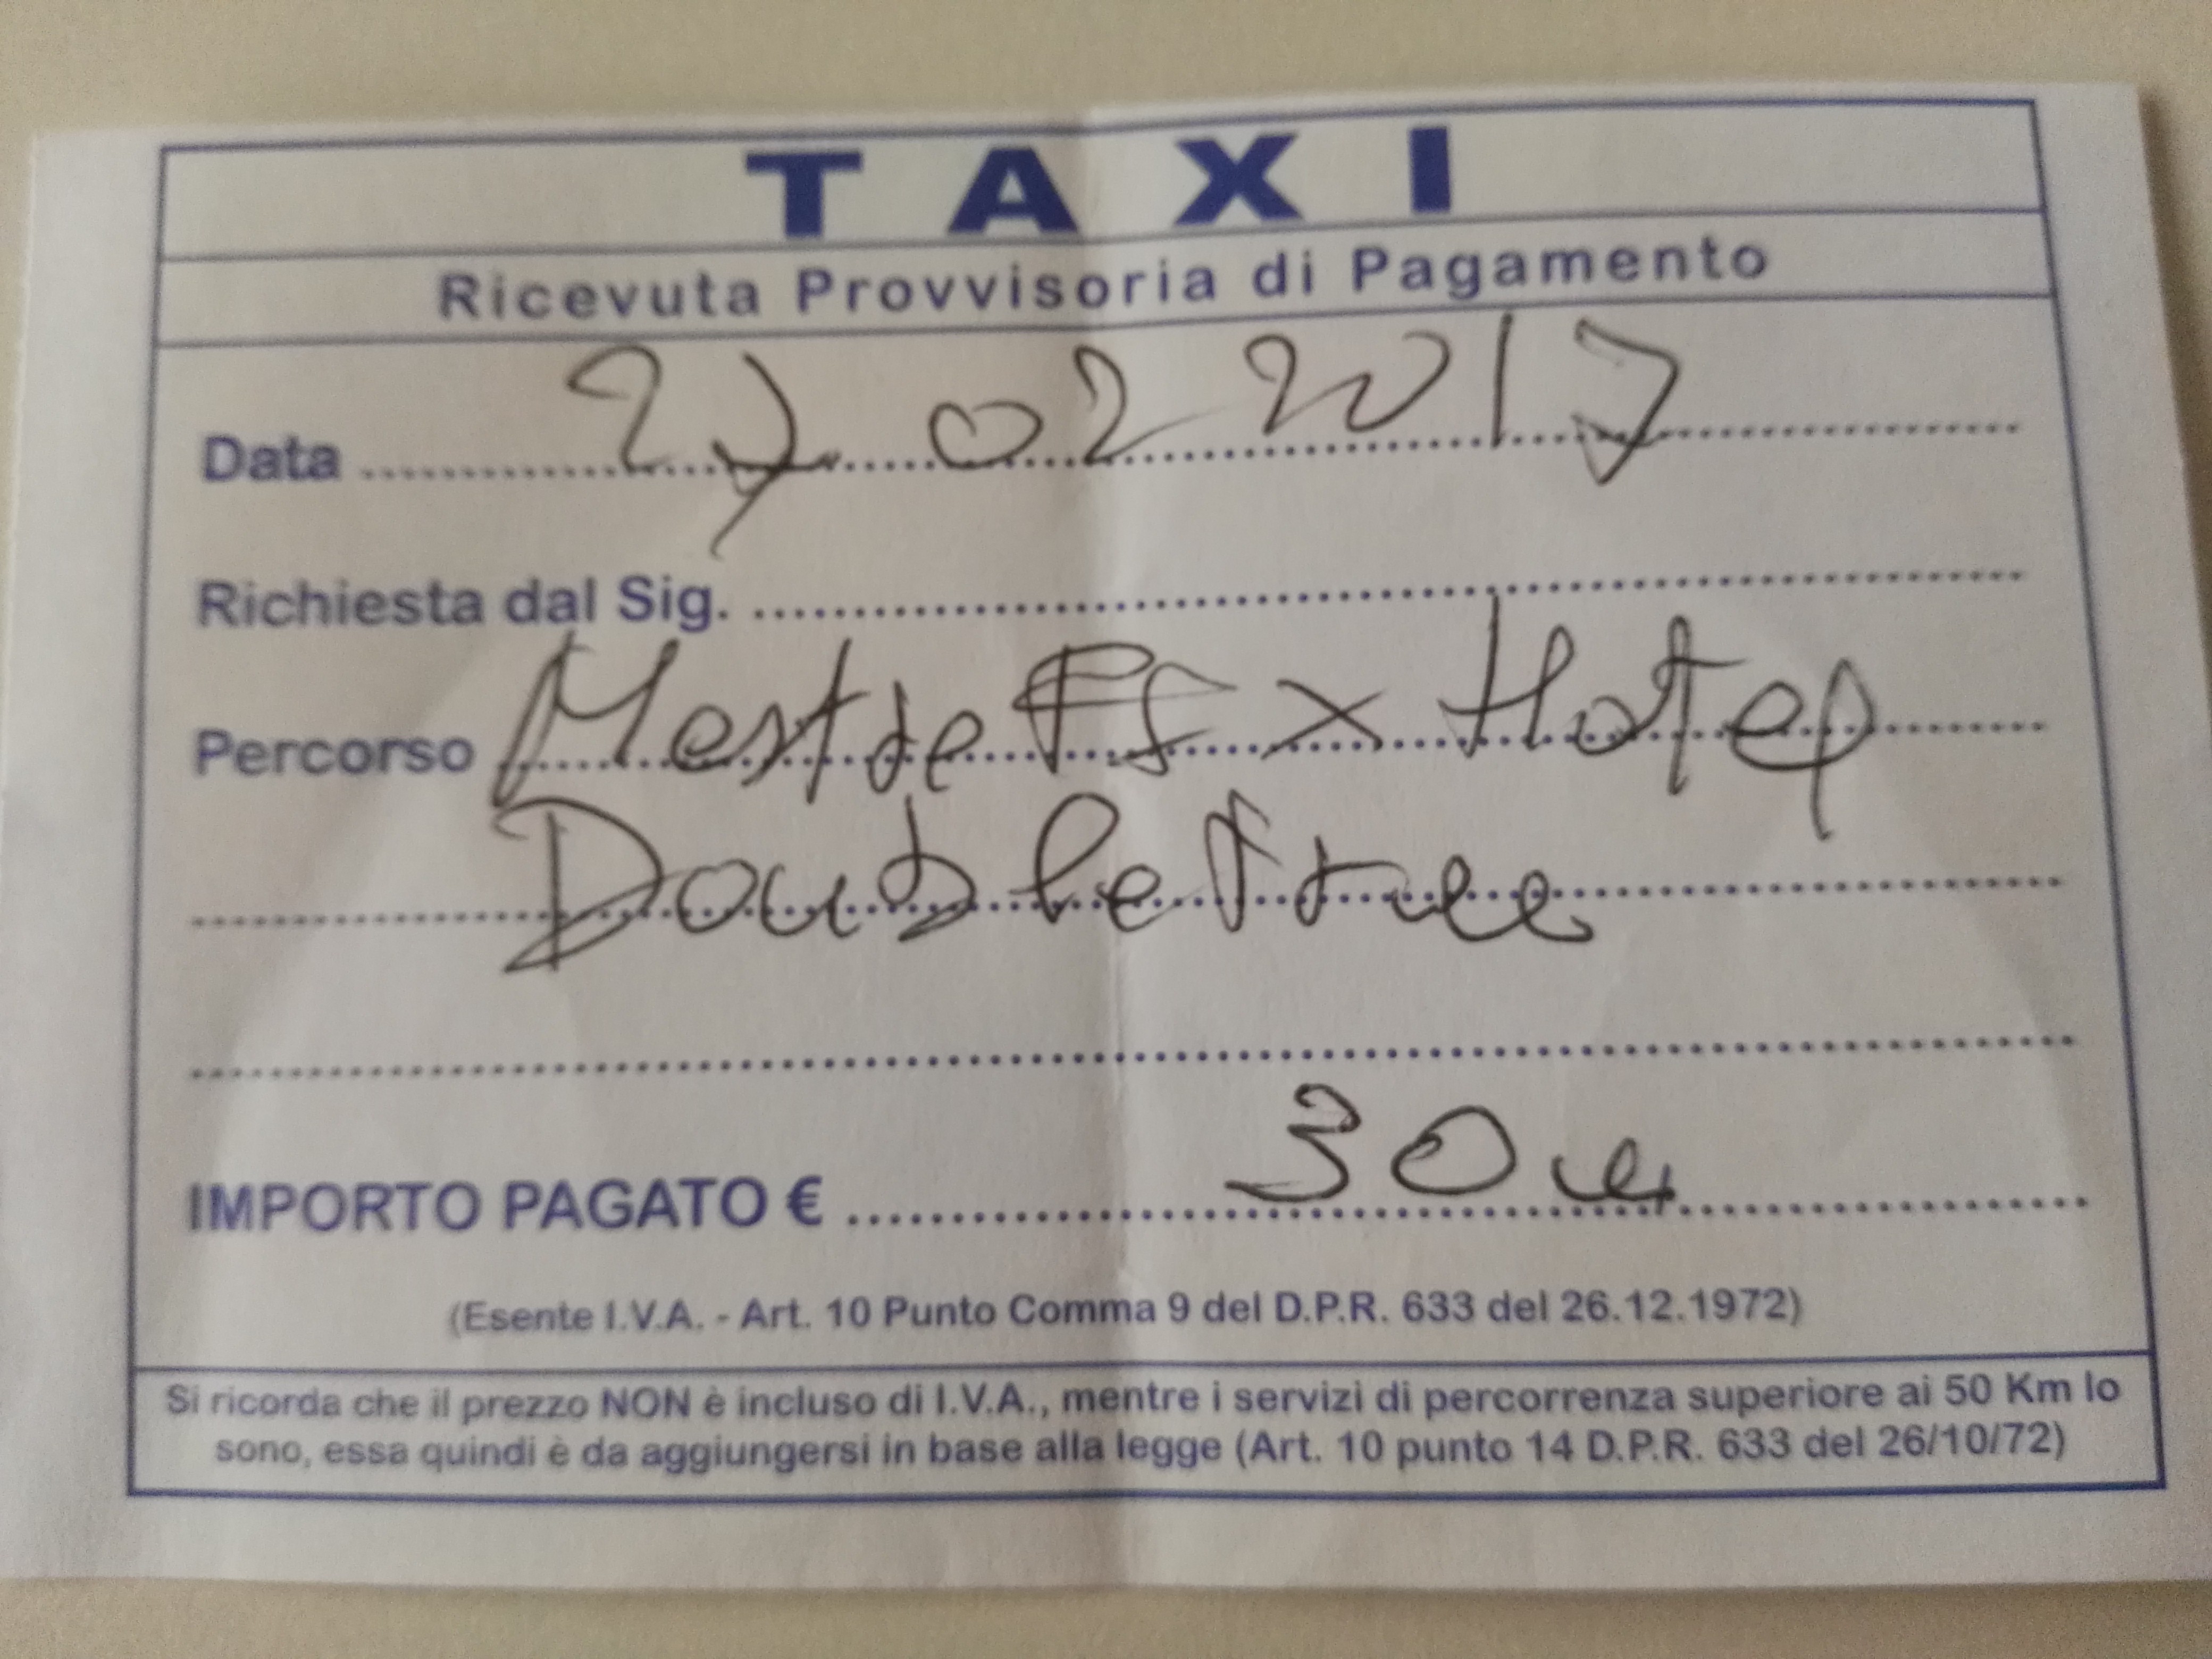 TAXI
Ricevuta Provvisoria di Pagamento
Data 27 02 2017
Richiesta dal Sig.
Percorso Mestre FS x Hotel
Doubletree
IMPORTO PAGATO € 30
(Esente I.V.A. - Art. 10 Punto Comma 9 del D.P.R. 633 del 26.12.1972)
Si ricorda che il prezzo NON è incluso di I.V.A., mentre i servizi di percorrenza superiore ai 50 Km lo
sono, essa quindi è da aggiungersi in base alla legge (Art. 10 punto 14 D.P.R. 633 del 26/10/72)